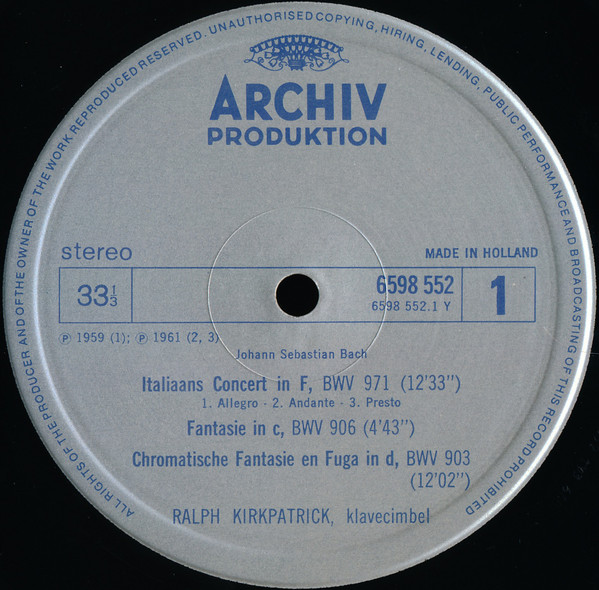 ALL RIGHTS OF THE PRODUCER AND OF THE OWNER OF THE WORK REPRODUCED RESERVED. UNAUTHORISED COPYING, HIRING, LENDING, PUBLIC PERFORMANCE AND BROADCASTING OF THIS RECORD PROHIBITED
ARCHIV
PRODUKTION
stereo
MADE IN HOLLAND
33⅓
6598 552
6598 552.1 Y
1
Ⓟ 1959 (1); Ⓟ 1961 (2, 3)
Johann Sebastian Bach
Italiaans Concert in F, BWV 971 (12'33")
1. Allegro - 2. Andante - 3. Presto
Fantasie in c, BWV 906 (4'43")
Chromatische Fantasie en Fuga in d, BWV 903
(12'02")
RALPH KIRKPATRICK, klavecimbel